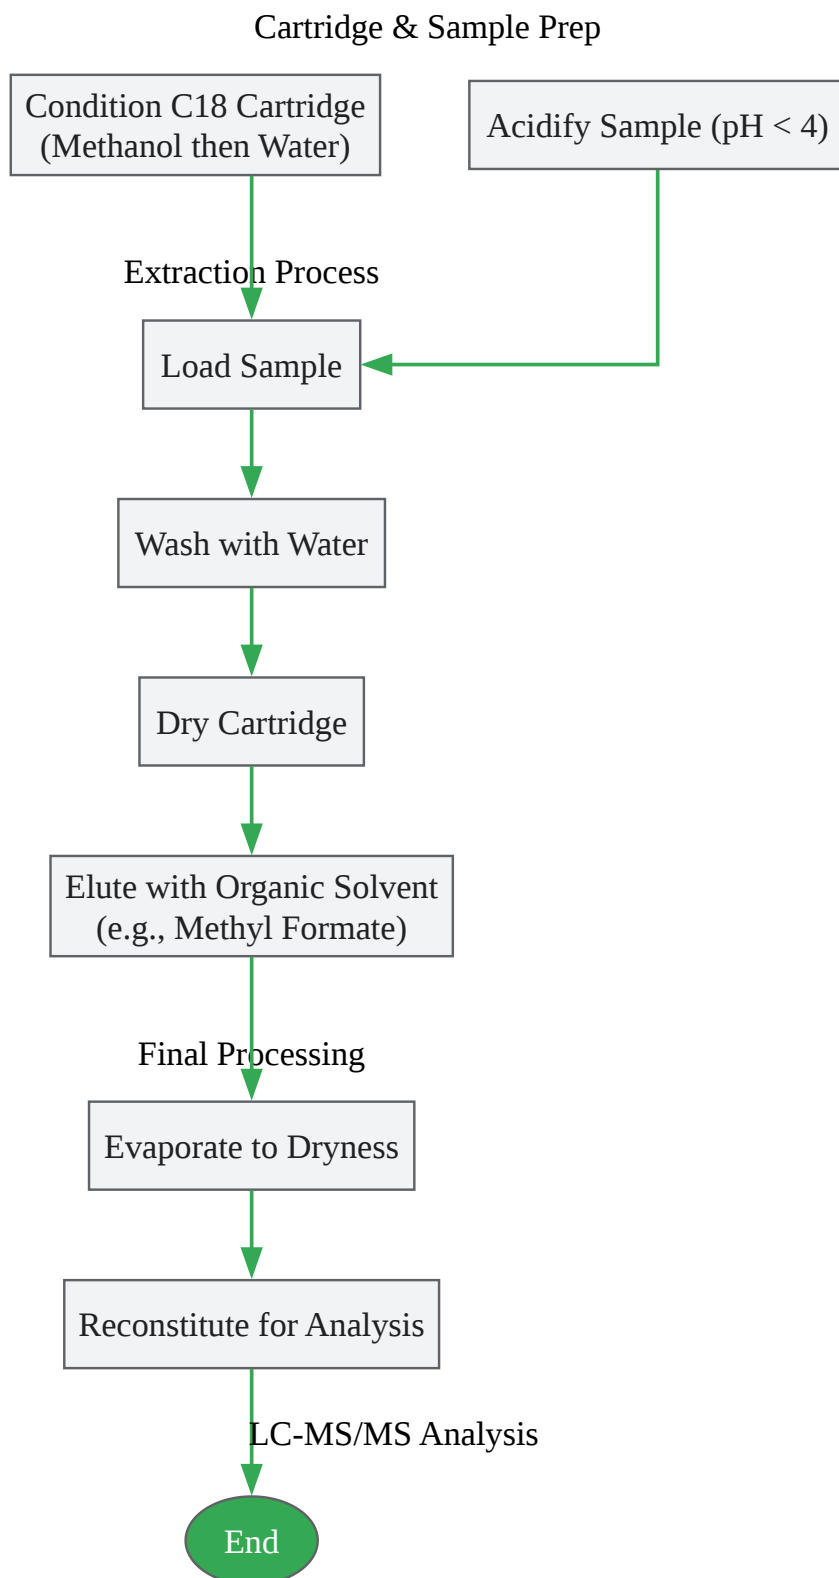 Cartridge & Sample Prep
Condition C18 Cartridge
(Methanol then Water)
Acidify Sample (pH < 4)
Extraction Process
Load Sample
Wash with Water
Dry Cartridge
Elute with Organic Solvent
(e.g., Methyl Formate)
Final Processing
Evaporate to Dryness
Reconstitute for Analysis
LC-MS/MS Analysis
End